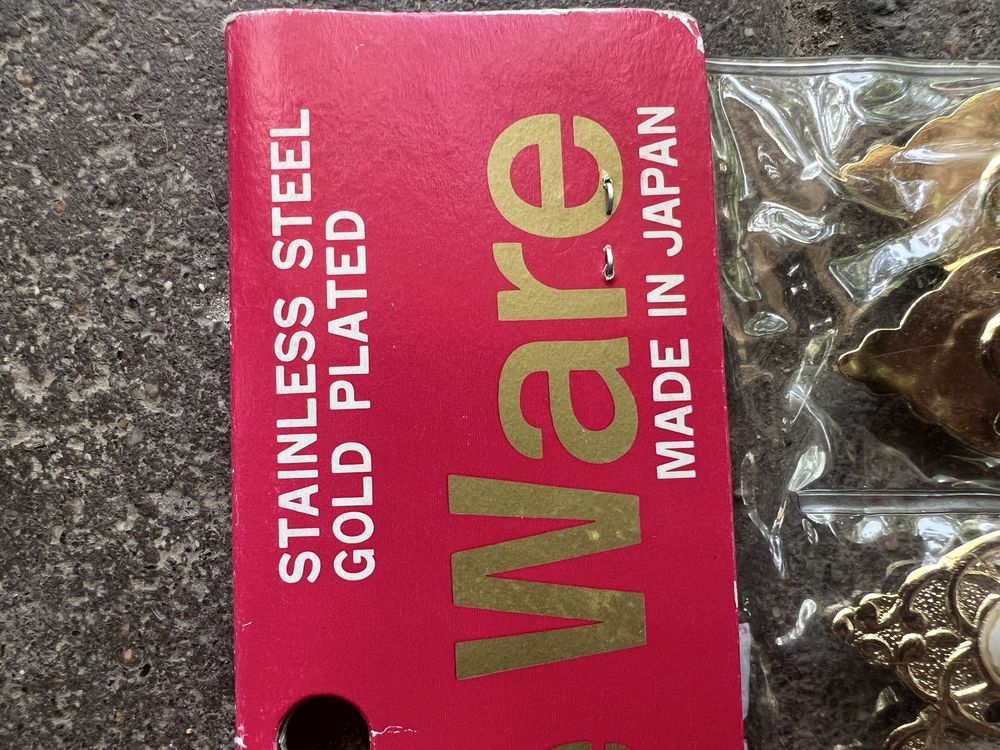 STAINLESS STEEL
GOLD PLATED
Ware
MADE IN JAPAN